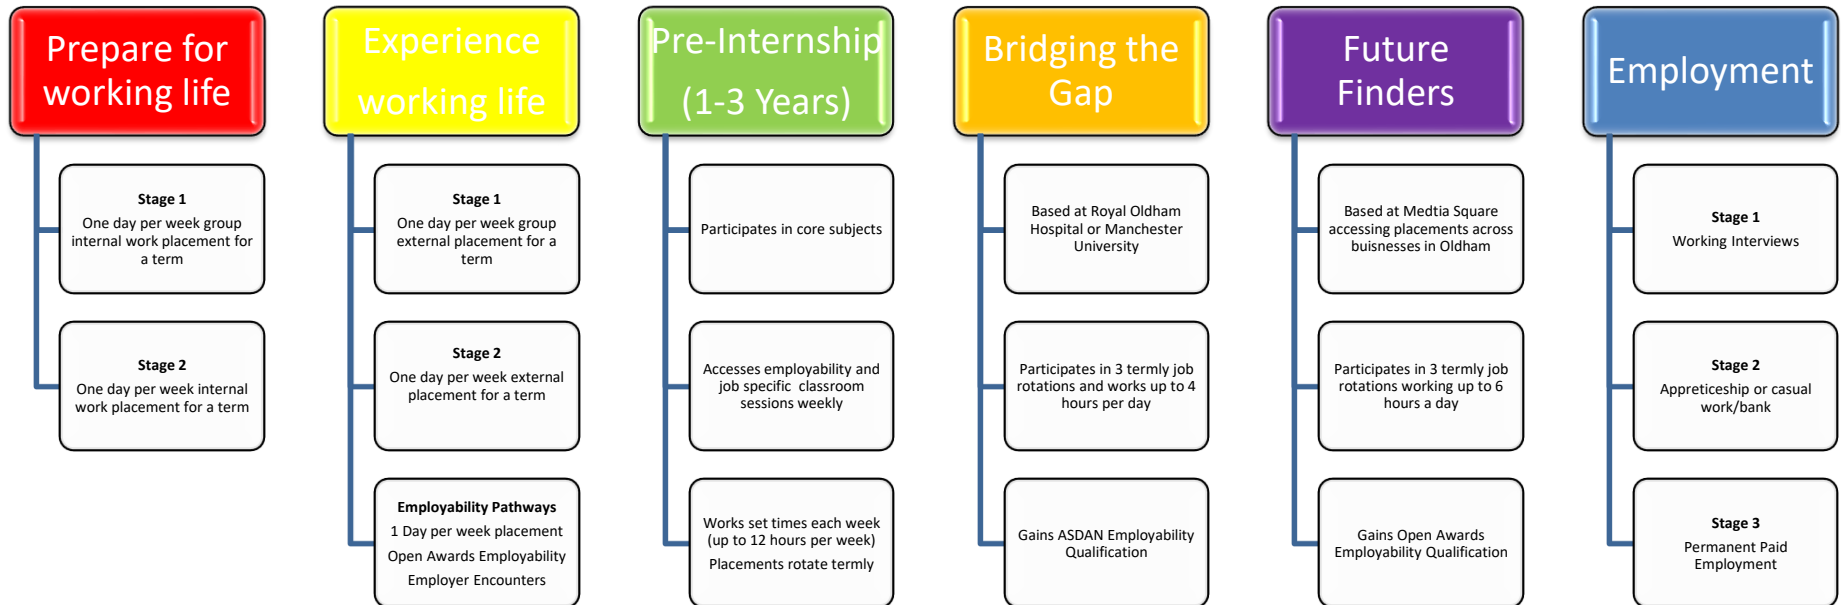 Prepare for
working life
Stage 1
One day per week group
internal work placement for
a term
Stage 2
One day per week internal
work placement for a term
Experience
working life
Stage 1
One day per week group
external placement for a
term
Stage 2
One day per week external
placement for a term
Employability Pathways
1 Day per week placement
Open Awards Employability
Employer Encounters
Pre-Internship
(1-3 Years)
Participates in core subjects
Accesses employability and
job specific classroom
sessions weekly
Works set times each week
(up to 12 hours per week)
Placements rotate termly
Bridging the
Gap
Based at Royal Oldham
Hospital or Manchester
University
Participates in 3 termly job
rotations and works up to 4
hours per day
Gains ASDAN Employability
Qualification
Future
Finders
Based at Medtia Square
accessing placements across
buisnesses in Oldham
Participates in 3 termly job
rotations working up to 6
hours a day
Gains Open Awards
Employability Qualification
Employment
Stage 1
Working Interviews
Stage 2
Appreticeship or casual
work/bank
Stage 3
Permanent Paid
Employment